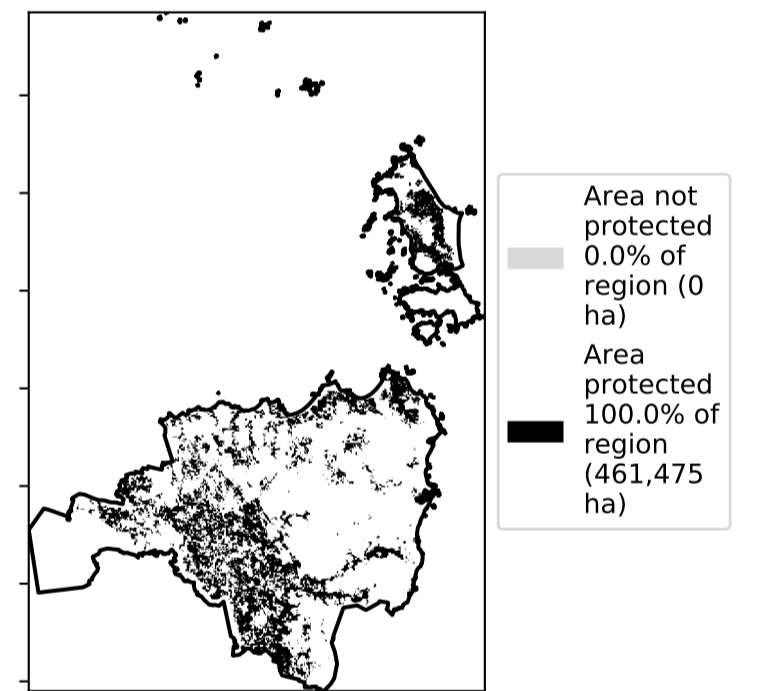 Area not
protected
0.0% of
region (0
ha)
Area
protected
100.0% of
region
(461,475
ha)